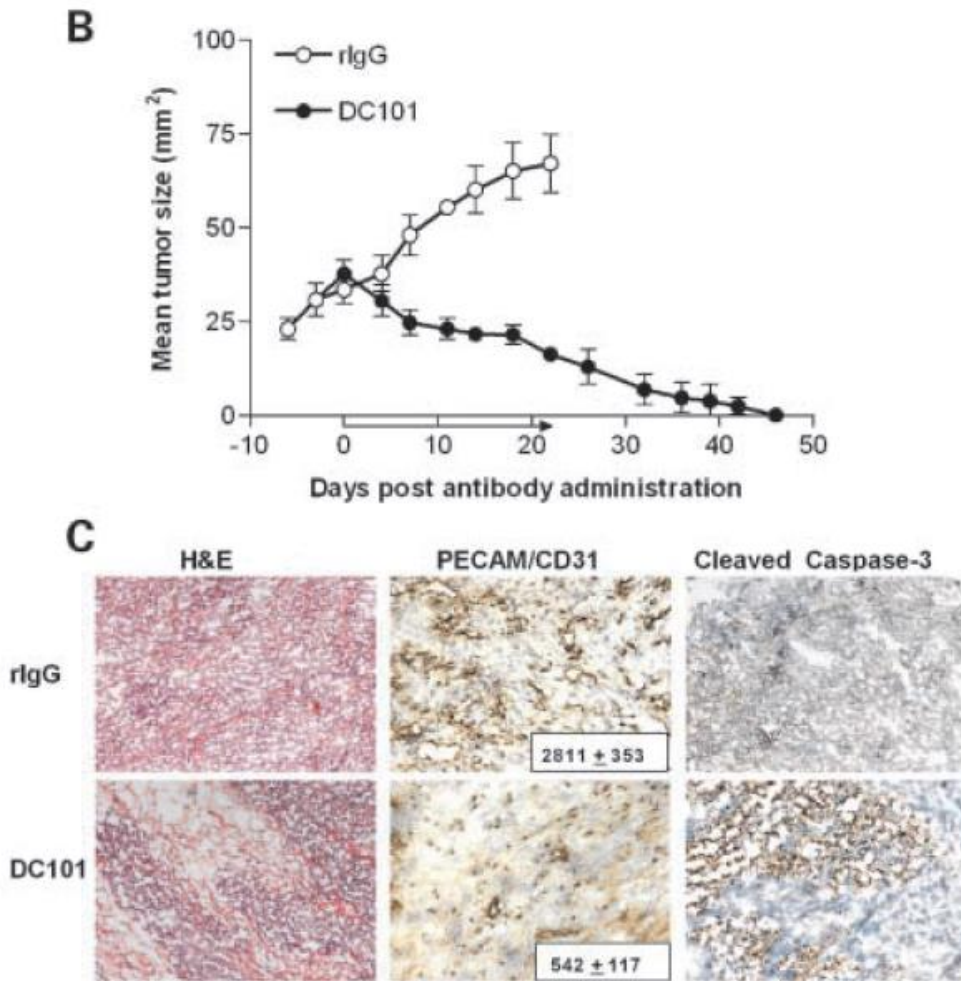 B
100
75
50
25
0
Mean tumor size (mm²)
rIgG
DC101
-10 0 10 20 30 40 50
Days post antibody administration
C
H&E PECAM/CD31 Cleaved Caspase-3
rIgG
2811 ± 353
DC101
542 ± 117